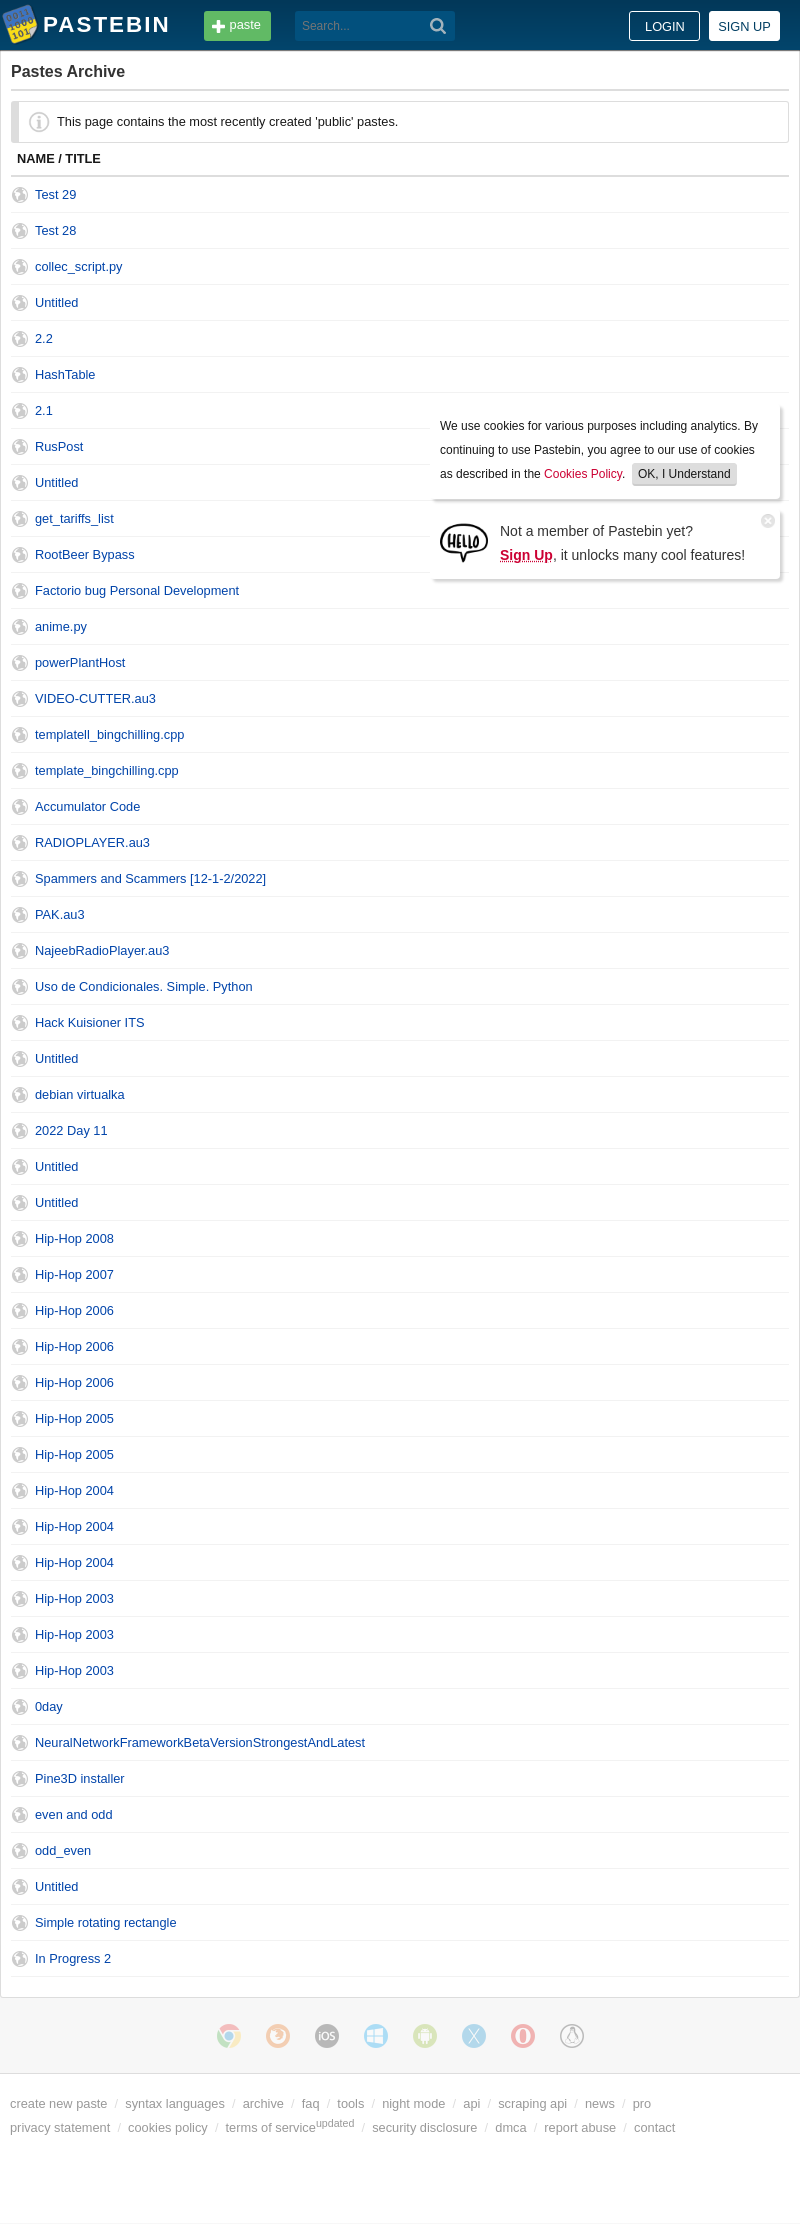 PASTEBIN paste Search... LOGIN SIGN UP
Pastes Archive
This page contains the most recently created 'public' pastes.
NAME / TITLE
Test 29
Test 28
collec_script.py
Untitled
2.2
HashTable
2.1
RusPost
Untitled
get_tariffs_list
RootBeer Bypass
Factorio bug Personal Development
anime.py
powerPlantHost
VIDEO-CUTTER.au3
templatell_bingchilling.cpp
template_bingchilling.cpp
Accumulator Code
RADIOPLAYER.au3
Spammers and Scammers [12-1-2/2022]
PAK.au3
NajeebRadioPlayer.au3
Uso de Condicionales. Simple. Python
Hack Kuisioner ITS
Untitled
debian virtualka
2022 Day 11
Untitled
Untitled
Hip-Hop 2008
Hip-Hop 2007
Hip-Hop 2006
Hip-Hop 2006
Hip-Hop 2006
Hip-Hop 2005
Hip-Hop 2005
Hip-Hop 2004
Hip-Hop 2004
Hip-Hop 2004
Hip-Hop 2003
Hip-Hop 2003
Hip-Hop 2003
0day
NeuralNetworkFrameworkBetaVersionStrongestAndLatest
Pine3D installer
even and odd
odd_even
Untitled
Simple rotating rectangle
In Progress 2
We use cookies for various purposes including analytics. By
continuing to use Pastebin, you agree to our use of cookies
as described in the Cookies Policy. OK, I Understand
HELLO
Not a member of Pastebin yet?
Sign Up, it unlocks many cool features!
iOS
create new paste / syntax languages / archive / faq / tools / night mode / api / scraping api / news / pro
privacy statement / cookies policy / terms of service updated / security disclosure / dmca / report abuse / contact